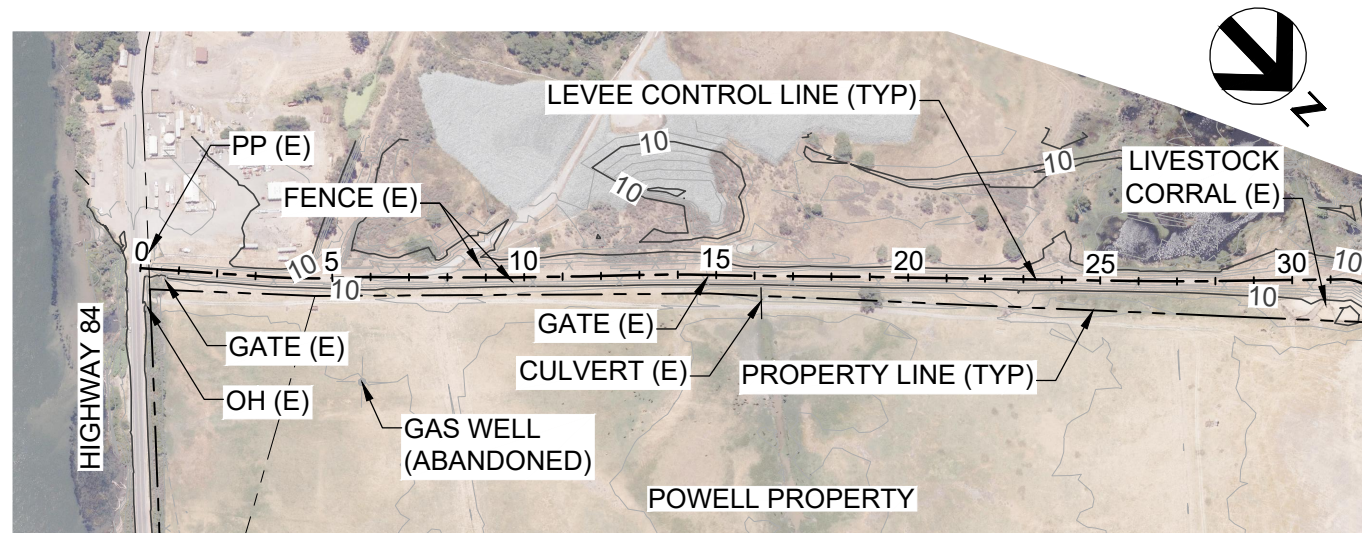 LEVEE CONTROL LINE (TYP)
Z
PP (E)
10
10
LIVESTOCK
CORRAL (E)
FENCE (E)
10
0
10
5
10
15
20
25
30
10
10
10
HIGHWAY 84
GATE (E)
GATE (E)
OH (E)
CULVERT (E)
PROPERTY LINE (TYP)
GAS WELL
(ABANDONED)
POWELL PROPERTY